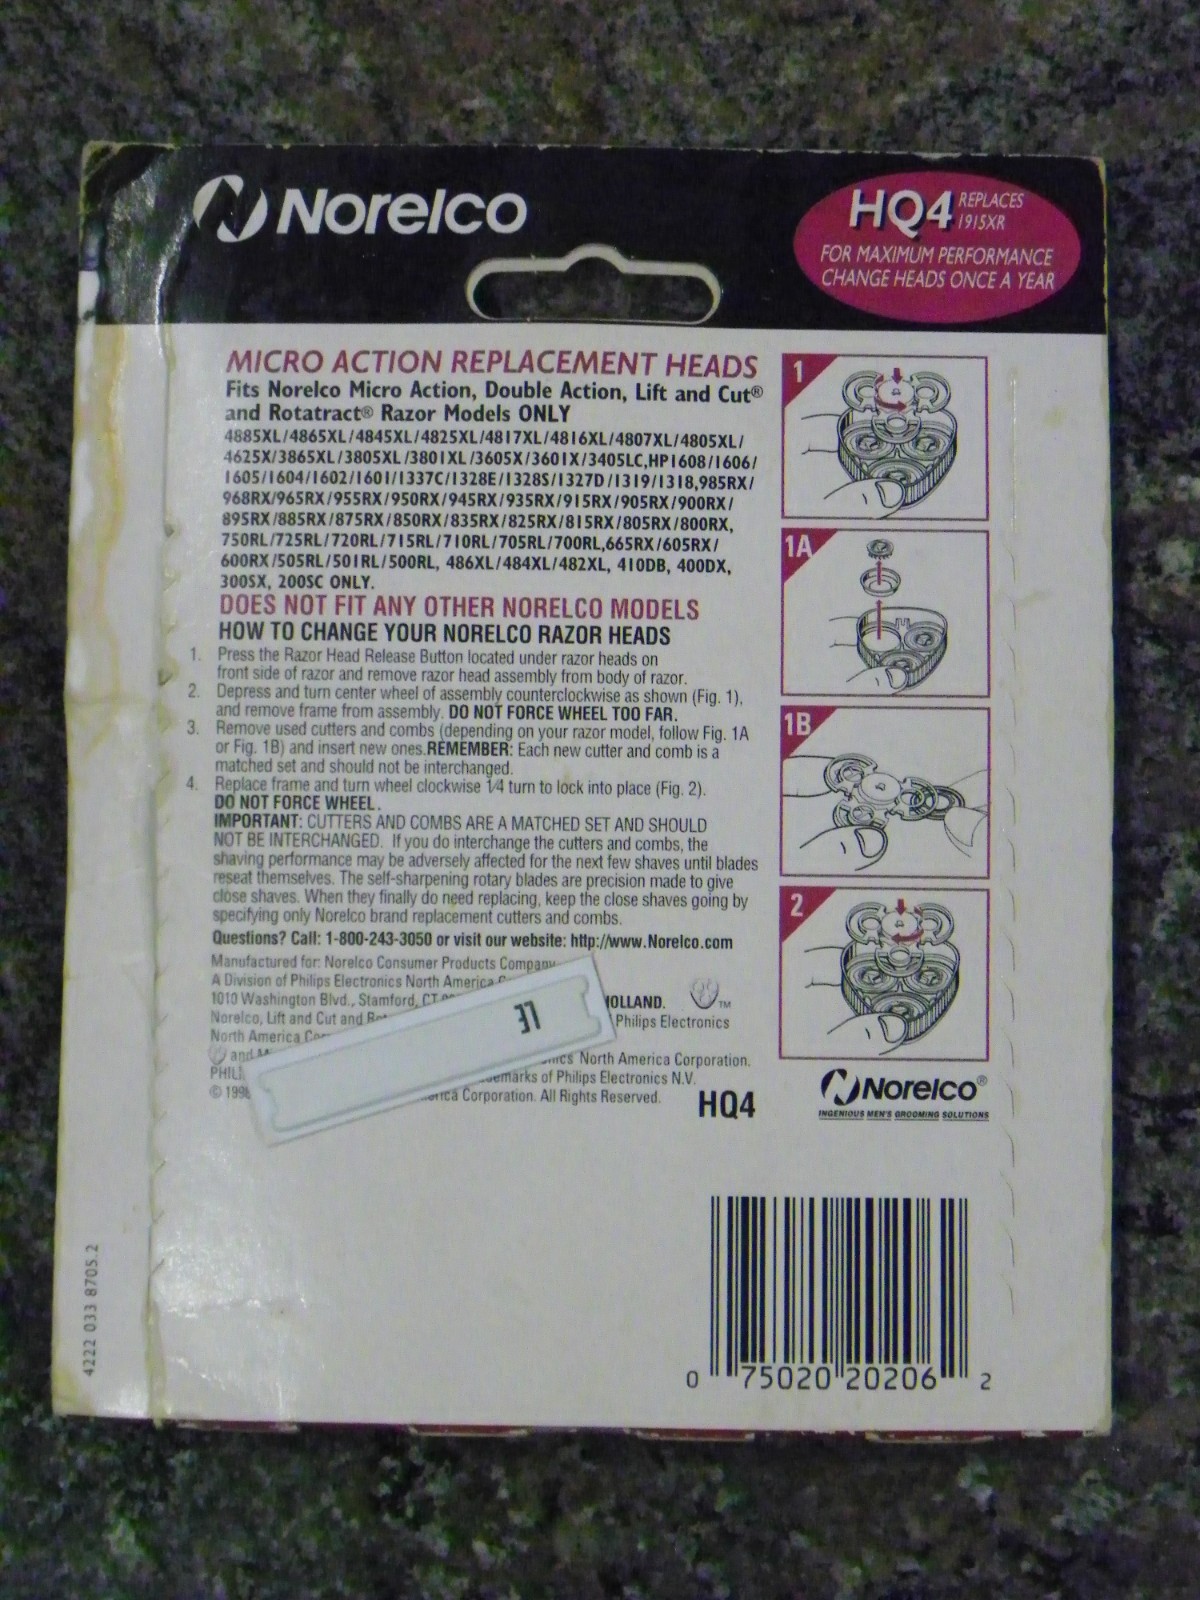 Norelco
HQ4 REPLACES 1915XR
FOR MAXIMUM PERFORMANCE
CHANGE HEADS ONCE A YEAR
MICRO ACTION REPLACEMENT HEADS
Fits Norelco Micro Action, Double Action, Lift and Cut®
and Rotatract® Razor Models ONLY
4885XL/4865XL/4845XL/4825XL/4817XL/4816XL/4807XL/4805XL/
4625X/3865XL/3805XL/3801XL/3605X/3601X/3405LC,HP1608/1606/
1605/1604/1602/1601/1337C/1328E/1328S/1327D/1319/1318,985RX/
968RX/965RX/955RX/950RX/945RX/935RX/915RX/905RX/900RX/
895RX/885RX/875RX/850RX/835RX/825RX/815RX/805RX/800RX,
750RL/725RL/720RL/715RL/710RL/705RL/700RL,665RX/605RX/
600RX/505RL/501RL/500RL, 486XL/484XL/482XL, 410DB, 400DX,
300SX, 200SC ONLY.
DOES NOT FIT ANY OTHER NORELCO MODELS
HOW TO CHANGE YOUR NORELCO RAZOR HEADS
1. Press the Razor Head Release Button located under razor heads on
front side of razor and remove razor head assembly from body of razor.
2. Depress and turn center wheel of assembly counterclockwise as shown (Fig. 1),
and remove frame from assembly. DO NOT FORCE WHEEL TOO FAR.
3. Remove used cutters and combs (depending on your razor model, follow Fig. 1A
or Fig. 1B) and insert new ones.REMEMBER: Each new cutter and comb is a
matched set and should not be interchanged.
4. Replace frame and turn wheel clockwise 1/4 turn to lock into place (Fig. 2).
DO NOT FORCE WHEEL.
IMPORTANT: CUTTERS AND COMBS ARE A MATCHED SET AND SHOULD
NOT BE INTERCHANGED. If you do interchange the cutters and combs, the
shaving performance may be adversely affected for the next few shaves until blades
reseat themselves. The self-sharpening rotary blades are precision made to give
close shaves. When they finally do need replacing, keep the close shaves going by
specifying only Norelco brand replacement cutters and combs.
Questions? Call: 1-800-243-3050 or visit our website: http://www.Norelco.com
Manufactured for: Norelco Consumer Products Company
A Division of Philips Electronics North America
1010 Washington Blvd., Stamford, CT HOLLAND. TM
Norelco, Lift and Cut and Philips Electronics
North America
and North America Corporation.
of Philips Electronics N.V.
© Corporation. All Rights Reserved.
HQ4
1
1A
1B
2
Norelco®
INGENIOUS MEN'S GROOMING SOLUTIONS
4222 033 8705.2
0 75020 20206 2